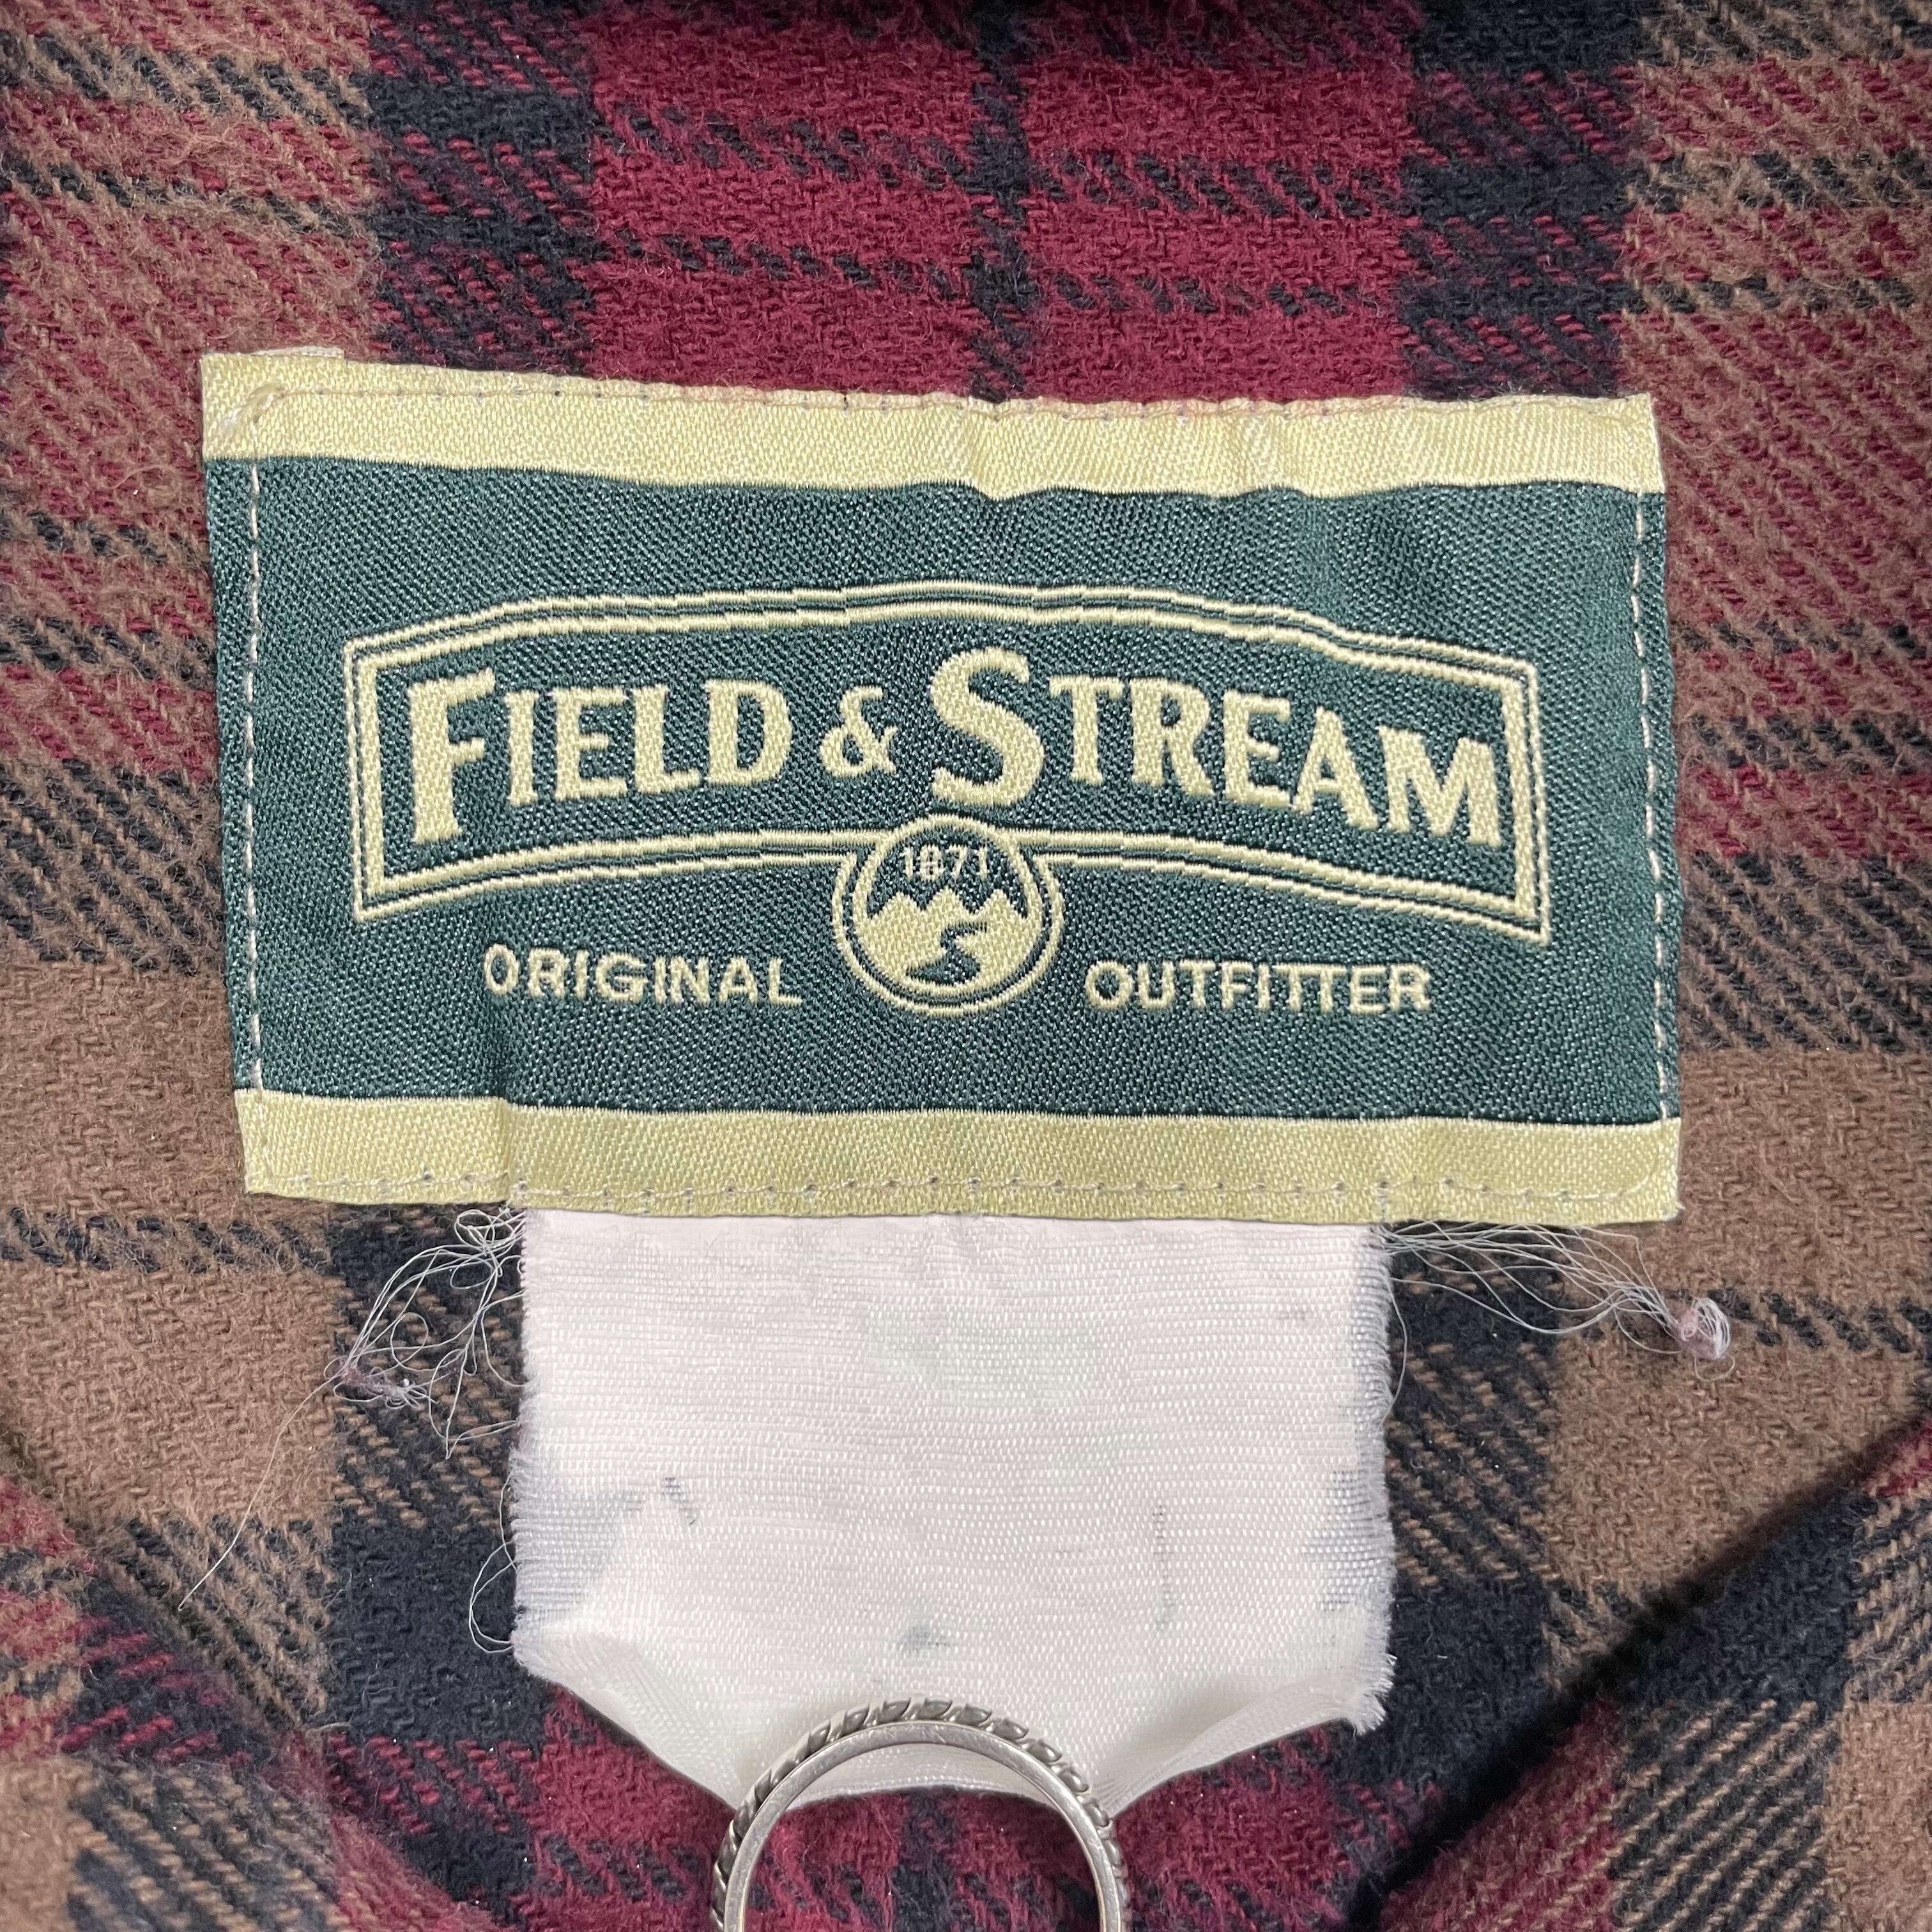 FIELD & STREAM
1871
ORIGINAL OUTFITTER